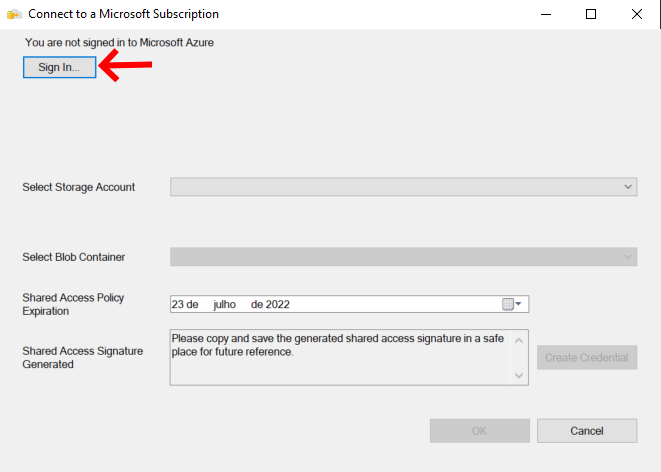 Connect to a Microsoft Subscription
You are not signed in to Microsoft Azure
Sign In...
Select Storage Account
Select Blob Container
Shared Access Policy
Expiration
23 de julho de 2022
Shared Access Signature
Generated
Please copy and save the generated shared access signature in a safe
place for future reference.
Create Credential
OK
Cancel